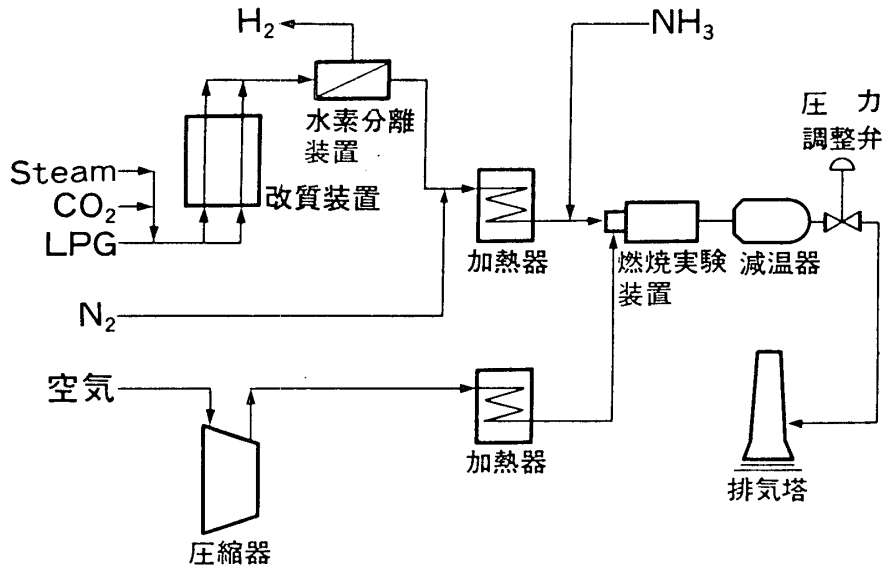 H₂
NH₃
水素分離
装置
圧 力
調整弁
Steam
CO₂
LPG
改質装置
加熱器
燃焼実験
装置
減温器
N₂
空気
加熱器
排気塔
圧縮器